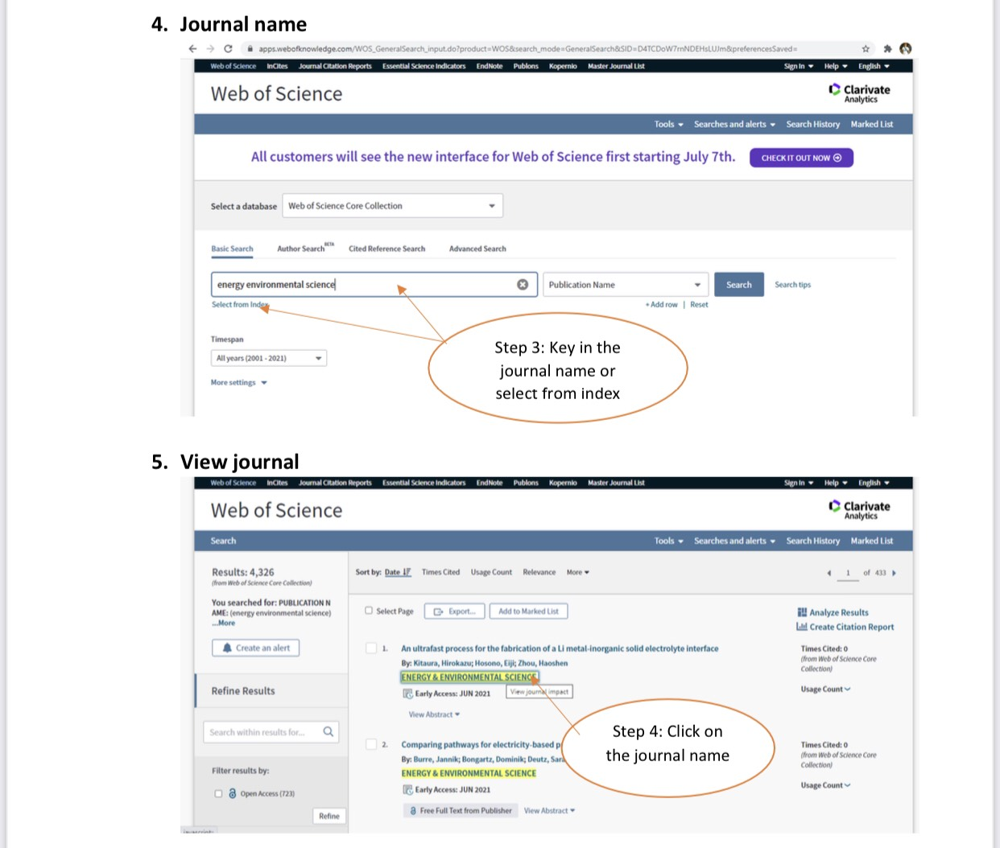 4. Journal name
apps.webofknowledge.com/WOS_GeneralSearch_input.do?product=WOS&search_mode=GeneralSearch&SID=D4TCDoW7rnNDEHsLUJm&preferencesSaved=
Web of Science InCites Journal Citation Reports Essential Science Indicators EndNote Publons Kopernio Master Journal List Sign In Help English
Web of Science
Clarivate
Analytics
Tools Searches and alerts Search History Marked List
All customers will see the new interface for Web of Science first starting July 7th. CHECK IT OUT NOW
Select a database Web of Science Core Collection
Basic Search Author Search BETA Cited Reference Search Advanced Search
energy environmental science Publication Name Search Search tips
Select from Index + Add row | Reset
Timespan
All years (2001 - 2021)
More settings
Step 3: Key in the
journal name or
select from index
5. View journal
Web of Science InCites Journal Citation Reports Essential Science Indicators EndNote Publons Kopernio Master Journal List Sign In Help English
Web of Science
Clarivate
Analytics
Search Tools Searches and alerts Search History Marked List
Results: 4,326
(from Web of Science Core Collection)
You searched for: PUBLICATION N
AME: (energy environmental science)
...More
Create an alert
Refine Results
Search within results for...
Filter results by:
Open Access (723)
Refine
Sort by: Date Times Cited Usage Count Relevance More
1 of 433
Select Page Export... Add to Marked List
Analyze Results
Create Citation Report
1. An ultrafast process for the fabrication of a Li metal-inorganic solid electrolyte interface
By: Kitaura, Hirokazu; Hosono, Eiji; Zhou, Haoshen
ENERGY & ENVIRONMENTAL SCIENCE
Early Access: JUN 2021 View journal impact
View Abstract
Times Cited: 0
(from Web of Science Core
Collection)
Usage Count
Step 4: Click on
the journal name
2. Comparing pathways for electricity-based p
By: Burre, Jannik; Bongartz, Dominik; Deutz, Sara
ENERGY & ENVIRONMENTAL SCIENCE
Early Access: JUN 2021
Free Full Text from Publisher View Abstract
Times Cited: 0
(from Web of Science Core
Collection)
Usage Count